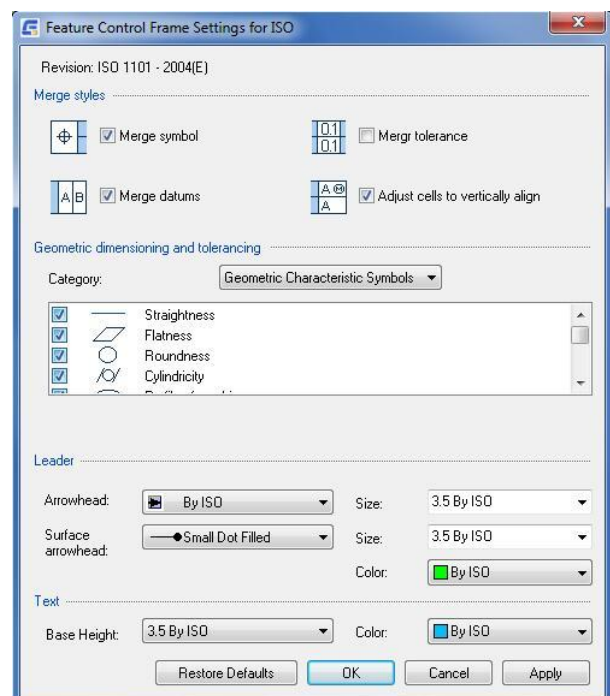 Feature Control Frame Settings for ISO
Revision: ISO 1101 - 2004(E)
Merge styles
Merge symbol
0.1
0.1
Mergr tolerance
A B
Merge datums
A M
A
Adjust cells to vertically align
Geometric dimensioning and tolerancing
Category: Geometric Characteristic Symbols
Straightness
Flatness
Roundness
Cylindricity
Leader
Arrowhead: By ISO Size: 3.5 By ISO
Surface arrowhead: Small Dot Filled Size: 3.5 By ISO
Color: By ISO
Text
Base Height: 3.5 By ISO Color: By ISO
Restore Defaults OK Cancel Apply